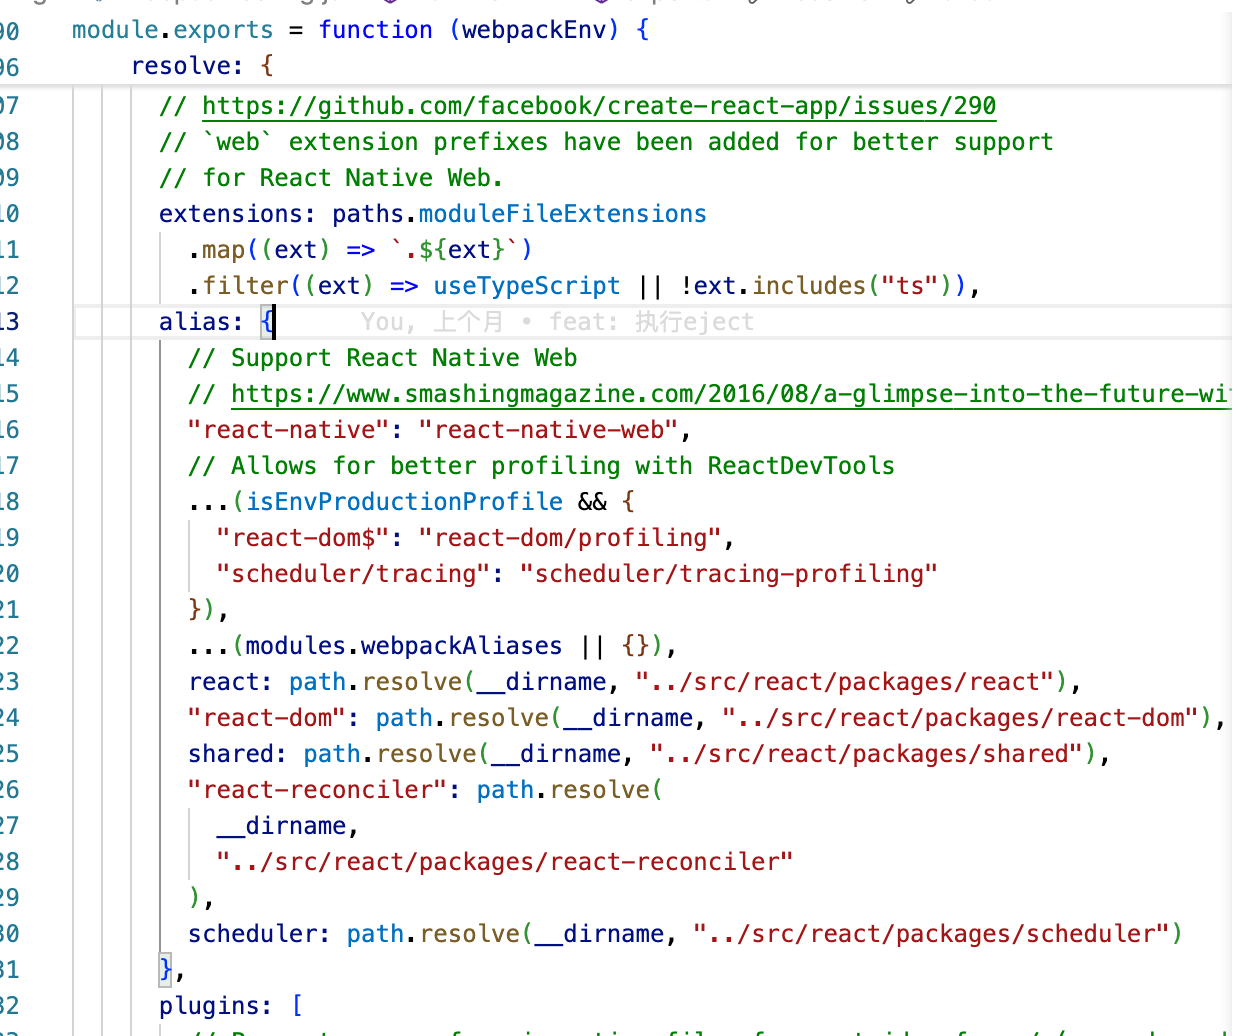 90 module.exports = function (webpackEnv) {
96 resolve: {
07 // https://github.com/facebook/create-react-app/issues/290
08 // `web` extension prefixes have been added for better support
09 // for React Native Web.
10 extensions: paths.moduleFileExtensions
11 .map((ext) => `.${ext}`)
12 .filter((ext) => useTypeScript || !ext.includes("ts")),
13 alias: { You, 上个月 • feat: 执行eject
14 // Support React Native Web
15 // https://www.smashingmagazine.com/2016/08/a-glimpse-into-the-future-wi
16 "react-native": "react-native-web",
17 // Allows for better profiling with ReactDevTools
18 ...(isEnvProductionProfile && {
19 "react-dom$": "react-dom/profiling",
20 "scheduler/tracing": "scheduler/tracing-profiling"
21 }),
22 ...(modules.webpackAliases || {}),
23 react: path.resolve(__dirname, "../src/react/packages/react"),
24 "react-dom": path.resolve(__dirname, "../src/react/packages/react-dom"),
25 shared: path.resolve(__dirname, "../src/react/packages/shared"),
26 "react-reconciler": path.resolve(
27 __dirname,
28 "../src/react/packages/react-reconciler"
29 ),
30 scheduler: path.resolve(__dirname, "../src/react/packages/scheduler")
31 },
32 plugins: [